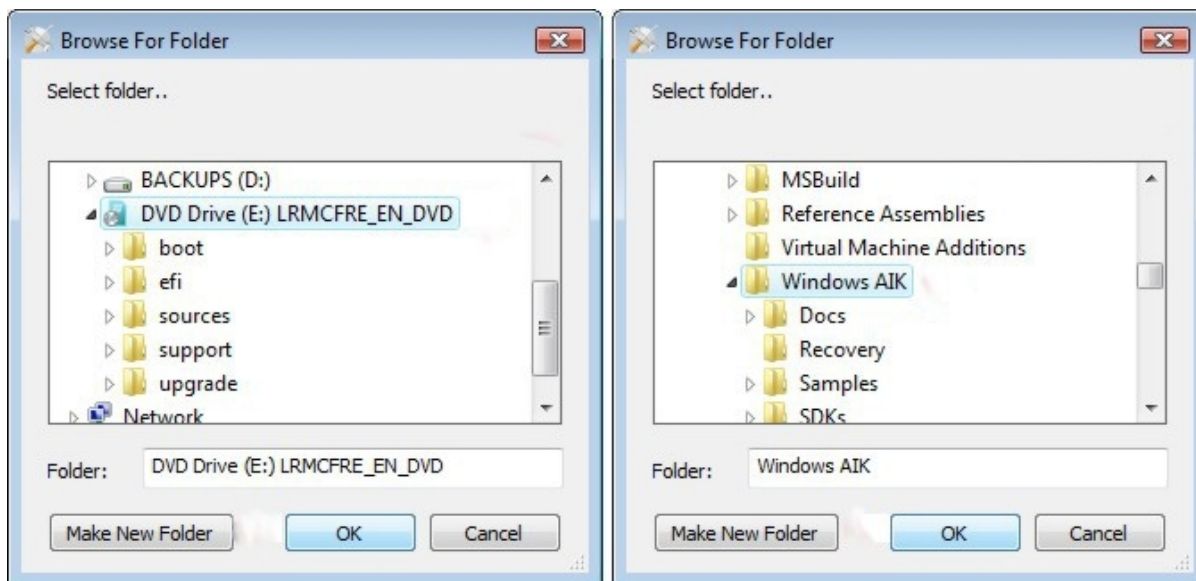 Browse For Folder
Select folder..
BACKUPS (D:)
DVD Drive (E:) LRMCFRE_EN_DVD
boot
efi
sources
support
upgrade
Network
Folder: DVD Drive (E:) LRMCFRE_EN_DVD
Make New Folder OK Cancel
Browse For Folder
Select folder..
MSBuild
Reference Assemblies
Virtual Machine Additions
Windows AIK
Docs
Recovery
Samples
SDKs
Folder: Windows AIK
Make New Folder OK Cancel